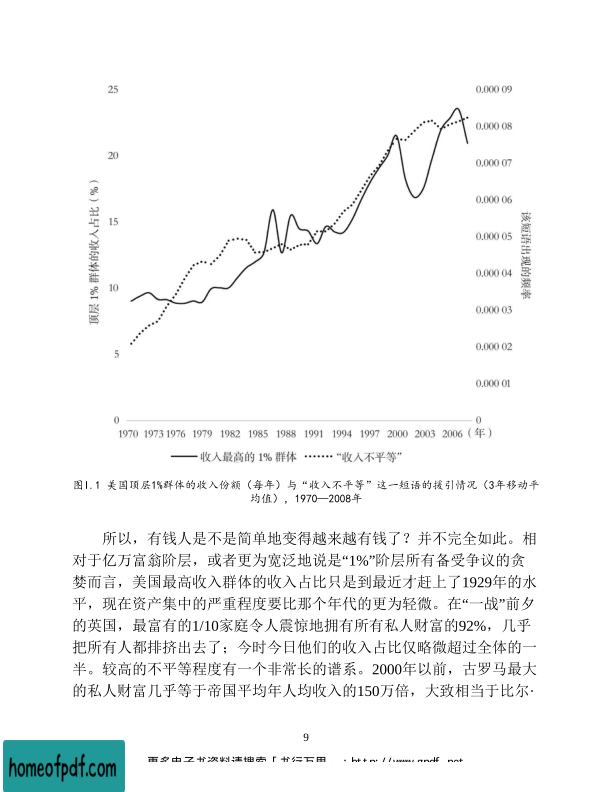 25
20
15
10
5
0
顶层 1% 群体的收入占比（%）
0.000 09
0.000 08
0.000 07
0.000 06
0.000 05
0.000 04
0.000 03
0.000 02
0.000 01
0
该短语出现的频率
1970 1973 1976 1979 1982 1985 1988 1991 1994 1997 2000 2003 2006（年）
收入最高的 1% 群体 “收入不平等”
图I.1 美国顶层1%群体的收入份额（每年）与“收入不平等”这一短语的援引情况（3年移动平
均值），1970—2008年
所以，有钱人是不是简单地变得越来越有钱了？并不完全如此。相
对于亿万富翁阶层，或者更为宽泛地说是“1%”阶层所有备受争议的贪
婪而言，美国最高收入群体的收入占比只是到最近才赶上了1929年的水
平，现在资产集中的严重程度要比那个年代的更为轻微。在“一战”前夕
的英国，最富有的1/10家庭令人震惊地拥有所有私人财富的92%，几乎
把所有人都排挤出去了；今时今日他们的收入占比仅略微超过全体的一
半。较高的不平等程度有一个非常长的谱系。2000年以前，古罗马最大
的私人财富几乎等于帝国平均年人均收入的150万倍，大致相当于比尔·
9
homeofpdf.com